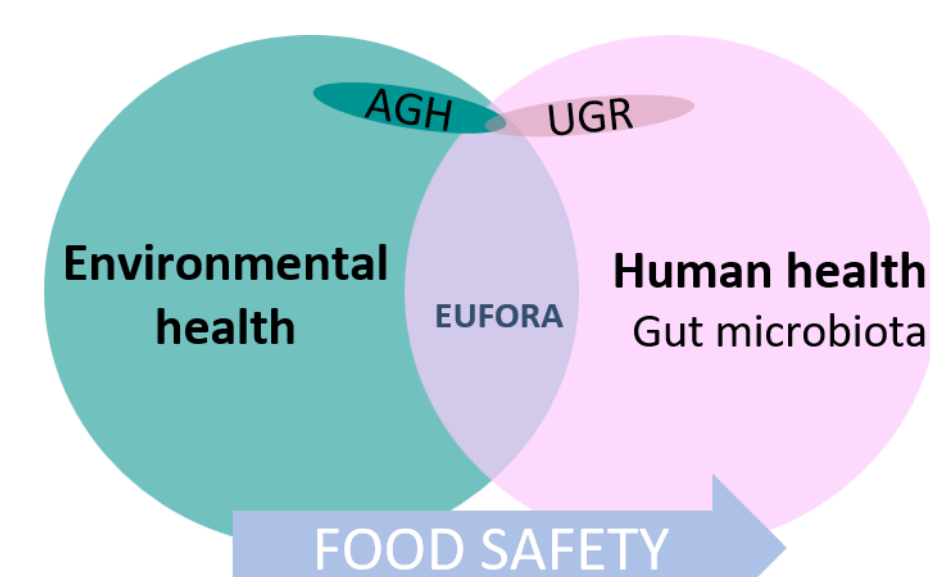 AGH
UGR
Environmental
health
Human health
Gut microbiota
EUFORA
FOOD SAFETY